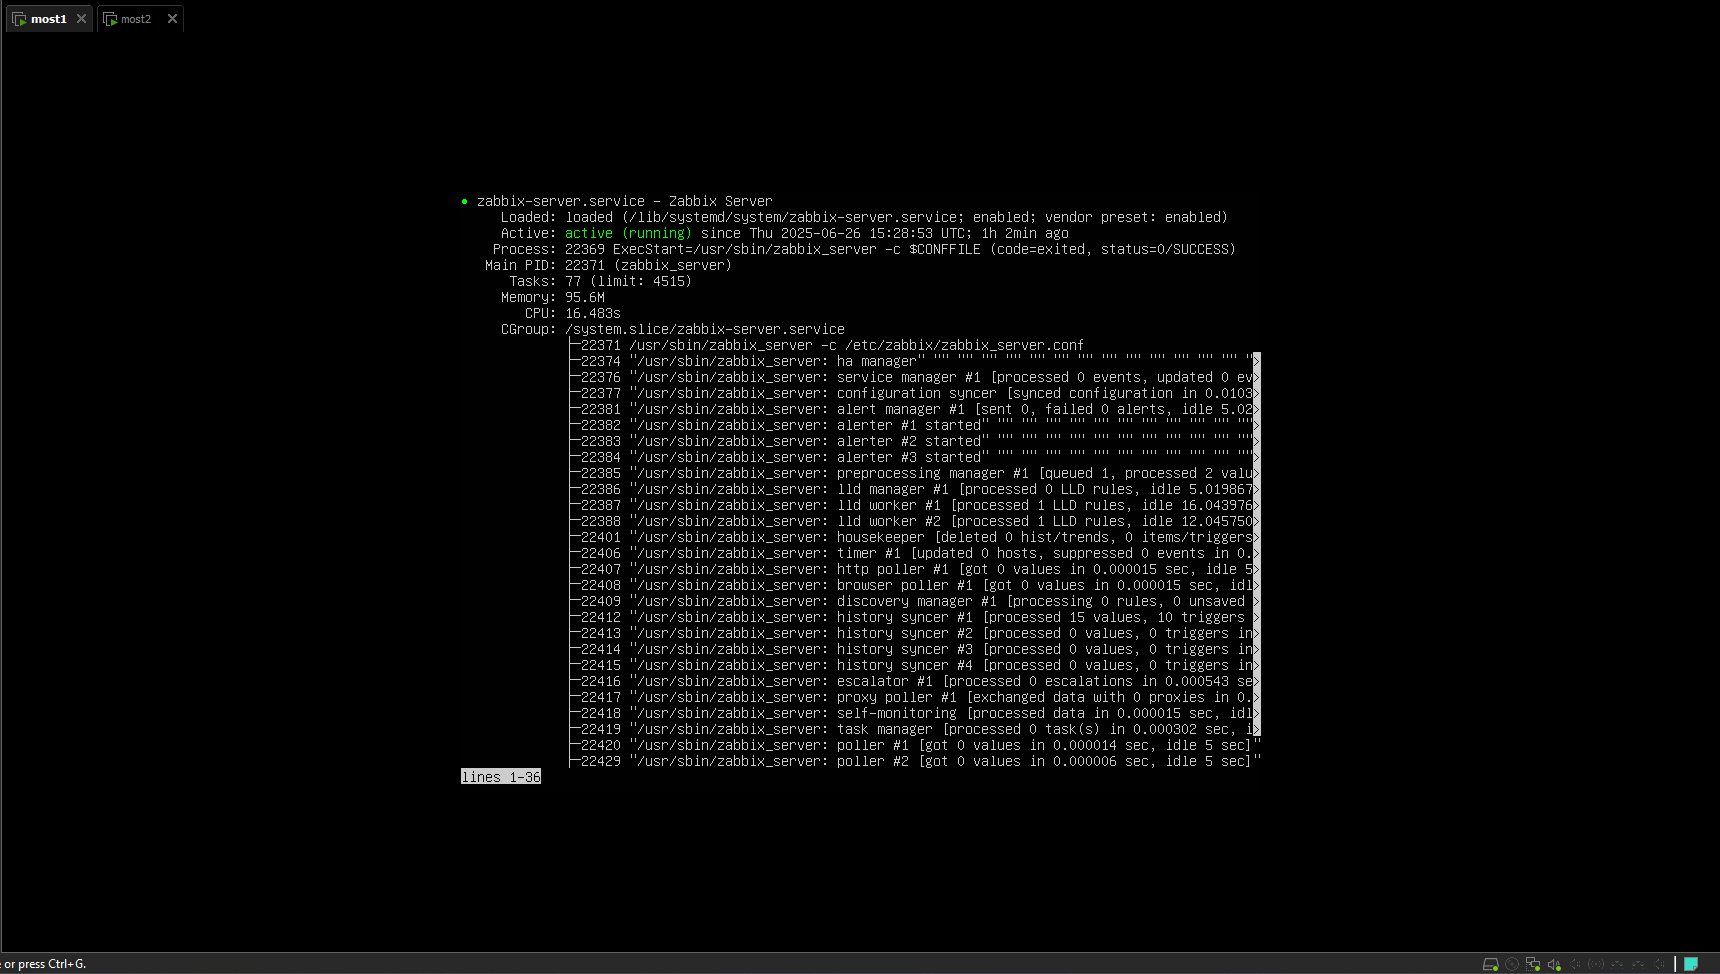 most1
most2
● zabbix-server.service - Zabbix Server
Loaded: loaded (/lib/systemd/system/zabbix-server.service; enabled; vendor preset: enabled)
Active: active (running) since Thu 2025-06-26 15:28:53 UTC; 1h 2min ago
Process: 22369 ExecStart=/usr/sbin/zabbix_server -c $CONFFILE (code=exited, status=0/SUCCESS)
Main PID: 22371 (zabbix_server)
Tasks: 77 (limit: 4515)
Memory: 95.6M
CPU: 16.483s
CGroup: /system.slice/zabbix-server.service
├─22371 /usr/sbin/zabbix_server -c /etc/zabbix/zabbix_server.conf
├─22374 "/usr/sbin/zabbix_server: ha manager" "" "" "" "" "" "" "" "" "" "" "" "" "" "">
├─22376 "/usr/sbin/zabbix_server: service manager #1 [processed 0 events, updated 0 ev>
├─22377 "/usr/sbin/zabbix_server: configuration syncer [synced configuration in 0.0103>
├─22381 "/usr/sbin/zabbix_server: alert manager #1 [sent 0, failed 0 alerts, idle 5.02>
├─22382 "/usr/sbin/zabbix_server: alerter #1 started" "" "" "" "" "" "" "" "" "" "" "">
├─22383 "/usr/sbin/zabbix_server: alerter #2 started" "" "" "" "" "" "" "" "" "" "" "">
├─22384 "/usr/sbin/zabbix_server: alerter #3 started" "" "" "" "" "" "" "" "" "" "" "">
├─22385 "/usr/sbin/zabbix_server: preprocessing manager #1 [queued 1, processed 2 valu>
├─22386 "/usr/sbin/zabbix_server: lld manager #1 [processed 0 LLD rules, idle 5.019867>
├─22387 "/usr/sbin/zabbix_server: lld worker #1 [processed 1 LLD rules, idle 16.043976>
├─22388 "/usr/sbin/zabbix_server: lld worker #2 [processed 1 LLD rules, idle 12.045750>
├─22401 "/usr/sbin/zabbix_server: housekeeper [deleted 0 hist/trends, 0 items/triggers>
├─22406 "/usr/sbin/zabbix_server: timer #1 [updated 0 hosts, suppressed 0 events in 0.>
├─22407 "/usr/sbin/zabbix_server: http poller #1 [got 0 values in 0.000015 sec, idle 5>
├─22408 "/usr/sbin/zabbix_server: browser poller #1 [got 0 values in 0.000015 sec, idl>
├─22409 "/usr/sbin/zabbix_server: discovery manager #1 [processing 0 rules, 0 unsaved >
├─22412 "/usr/sbin/zabbix_server: history syncer #1 [processed 15 values, 10 triggers >
├─22413 "/usr/sbin/zabbix_server: history syncer #2 [processed 0 values, 0 triggers in>
├─22414 "/usr/sbin/zabbix_server: history syncer #3 [processed 0 values, 0 triggers in>
├─22415 "/usr/sbin/zabbix_server: history syncer #4 [processed 0 values, 0 triggers in>
├─22416 "/usr/sbin/zabbix_server: escalator #1 [processed 0 escalations in 0.000543 se>
├─22417 "/usr/sbin/zabbix_server: proxy poller #1 [exchanged data with 0 proxies in 0.>
├─22418 "/usr/sbin/zabbix_server: self-monitoring [processed data in 0.000015 sec, idl>
├─22419 "/usr/sbin/zabbix_server: task manager [processed 0 task(s) in 0.000302 sec, i>
├─22420 "/usr/sbin/zabbix_server: poller #1 [got 0 values in 0.000014 sec, idle 5 sec]"
├─22429 "/usr/sbin/zabbix_server: poller #2 [got 0 values in 0.000006 sec, idle 5 sec]"
lines 1-36
or press Ctrl+G.